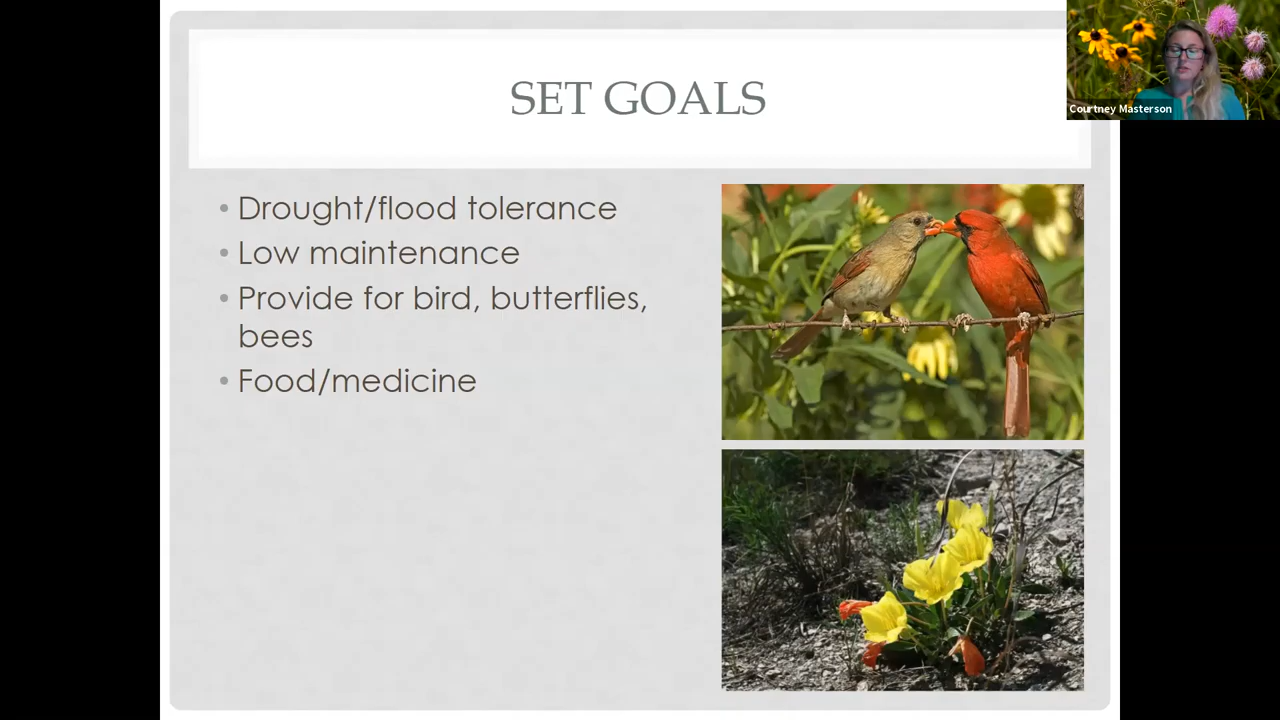 SET GOALS
Courtney Masterson
• Drought/flood tolerance
• Low maintenance
• Provide for bird, butterflies,
bees
• Food/medicine